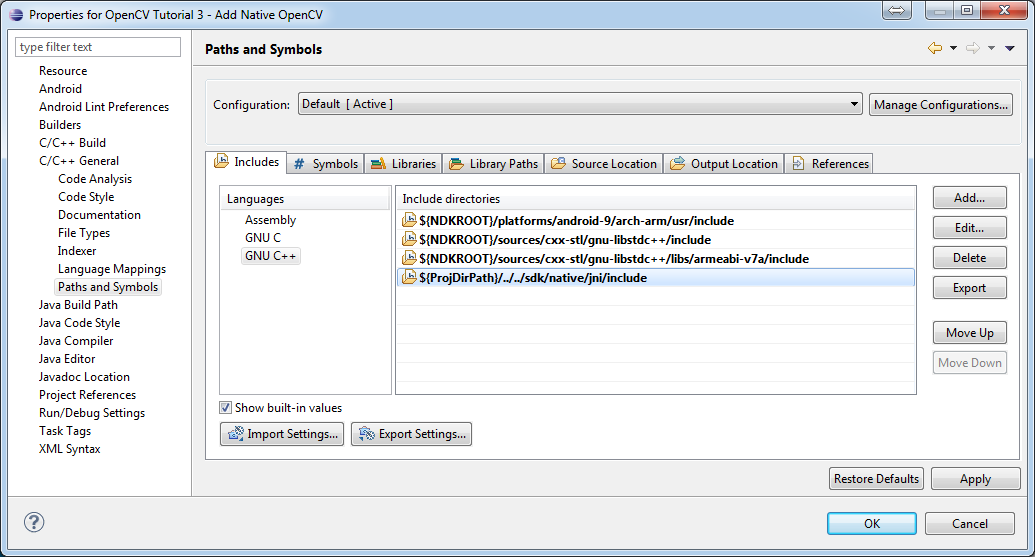 Properties for OpenCV Tutorial 3 - Add Native OpenCV
type filter text
Resource
Android
Android Lint Preferences
Builders
C/C++ Build
C/C++ General
Code Analysis
Code Style
Documentation
File Types
Indexer
Language Mappings
Paths and Symbols
Java Build Path
Java Code Style
Java Compiler
Java Editor
Javadoc Location
Project References
Run/Debug Settings
Task Tags
XML Syntax
Paths and Symbols
Configuration: Default [ Active ] Manage Configurations...
Includes # Symbols Libraries Library Paths Source Location Output Location References
Languages
Assembly
GNU C
GNU C++
Include directories
${NDKROOT}/platforms/android-9/arch-arm/usr/include
${NDKROOT}/sources/cxx-stl/gnu-libstdc++/include
${NDKROOT}/sources/cxx-stl/gnu-libstdc++/libs/armeabi-v7a/include
${ProjDirPath}/../../sdk/native/jni/include
Add...
Edit...
Delete
Export
Move Up
Move Down
Show built-in values
Import Settings... Export Settings...
Restore Defaults Apply
? OK Cancel